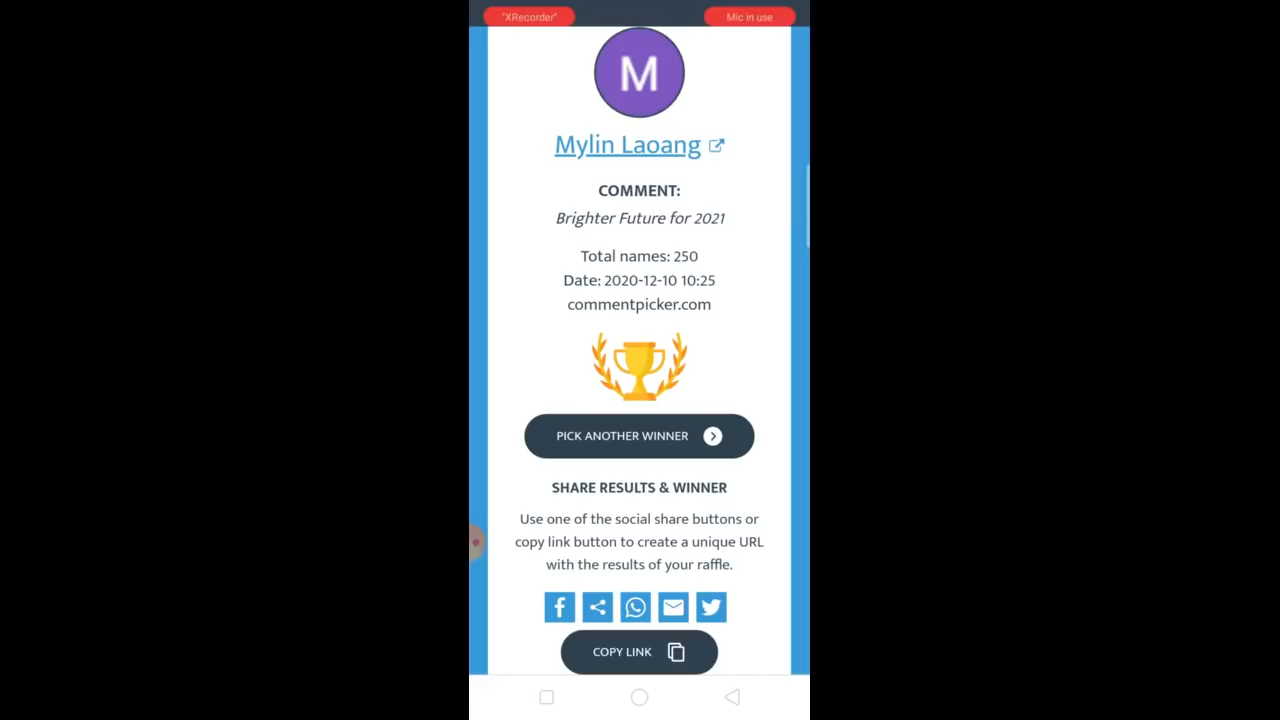 "XRecorder"
Mic in use
M
Mylin Laoang
COMMENT:
Brighter Future for 2021
Total names: 250
Date: 2020-12-10 10:25
commentpicker.com
PICK ANOTHER WINNER
SHARE RESULTS & WINNER
Use one of the social share buttons or
copy link button to create a unique URL
with the results of your raffle.
COPY LINK